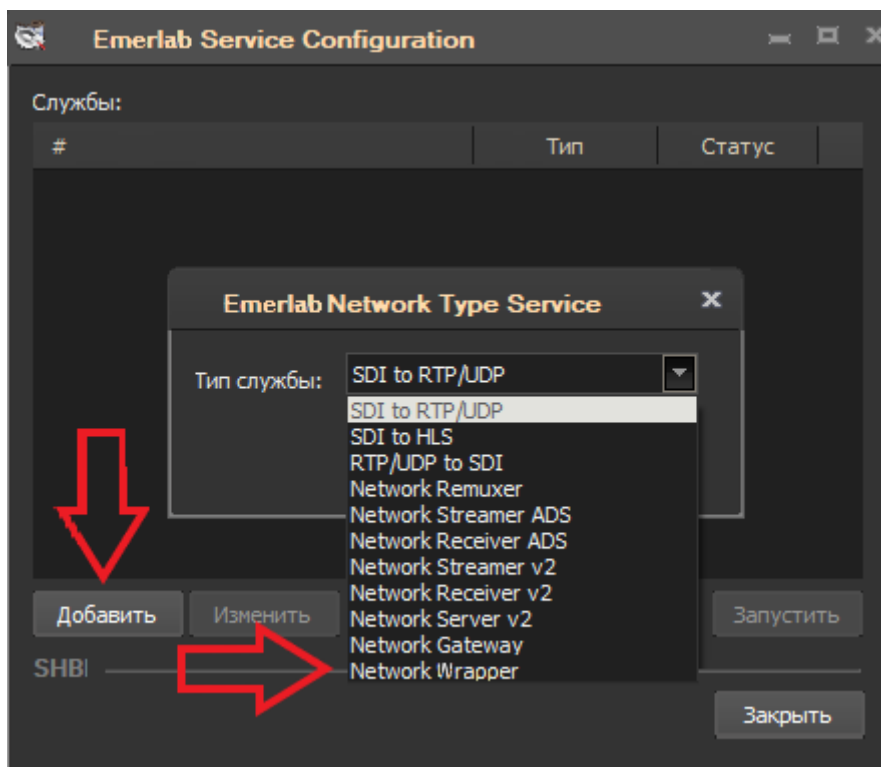 Emerlab Service Configuration
Службы:
# Тип Статус
Emerlab Network Type Service
Тип службы: SDI to RTP/UDP
SDI to RTP/UDP
SDI to HLS
RTP/UDP to SDI
Network Remuxer
Network Streamer ADS
Network Receiver ADS
Network Streamer v2
Network Receiver v2
Network Server v2
Network Gateway
Network Wrapper
Добавить Изменить Запустить
SHBI
Закрыть